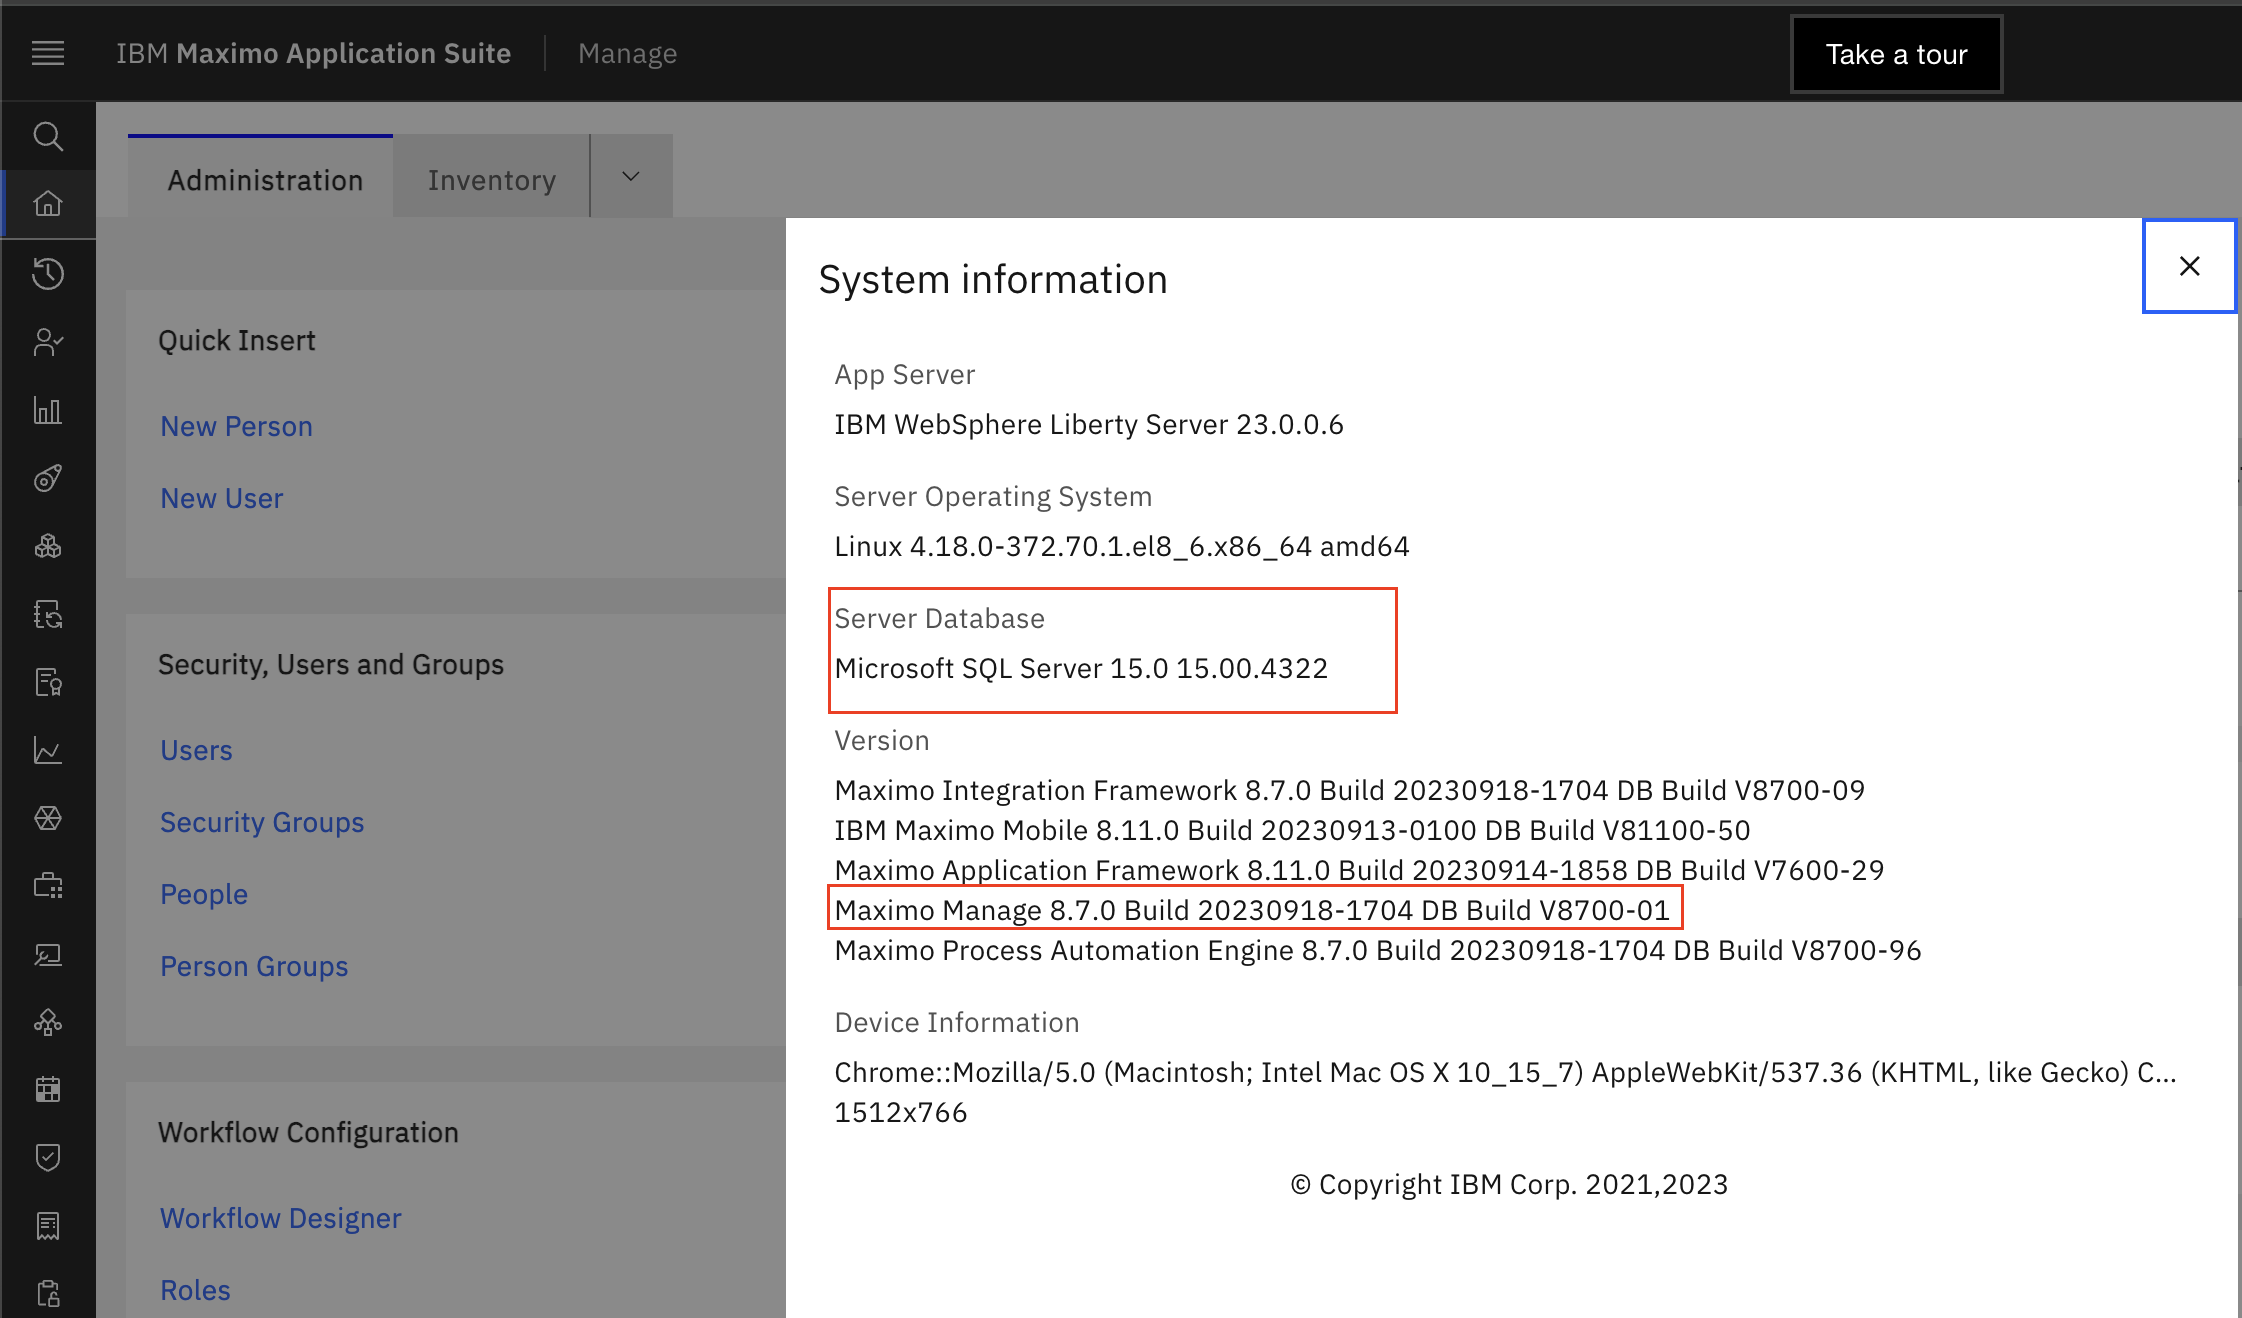 IBM Maximo Application Suite
Manage
Take a tour
Administration
Inventory
Quick Insert
New Person
New User
Security, Users and Groups
Users
Security Groups
People
Person Groups
Workflow Configuration
Workflow Designer
Roles
System information
App Server
IBM WebSphere Liberty Server 23.0.0.6
Server Operating System
Linux 4.18.0-372.70.1.el8_6.x86_64 amd64
Server Database
Microsoft SQL Server 15.0 15.00.4322
Version
Maximo Integration Framework 8.7.0 Build 20230918-1704 DB Build V8700-09
IBM Maximo Mobile 8.11.0 Build 20230913-0100 DB Build V81100-50
Maximo Application Framework 8.11.0 Build 20230914-1858 DB Build V7600-29
Maximo Manage 8.7.0 Build 20230918-1704 DB Build V8700-01
Maximo Process Automation Engine 8.7.0 Build 20230918-1704 DB Build V8700-96
Device Information
Chrome::Mozilla/5.0 (Macintosh; Intel Mac OS X 10_15_7) AppleWebKit/537.36 (KHTML, like Gecko) C...
1512x766
© Copyright IBM Corp. 2021,2023